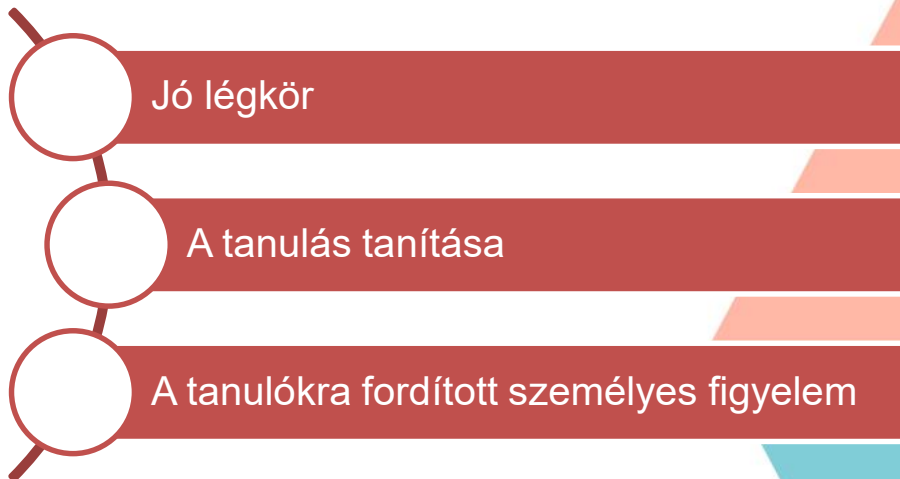 Jó légkör
A tanulás tanítása
A tanulókra fordított személyes figyelem